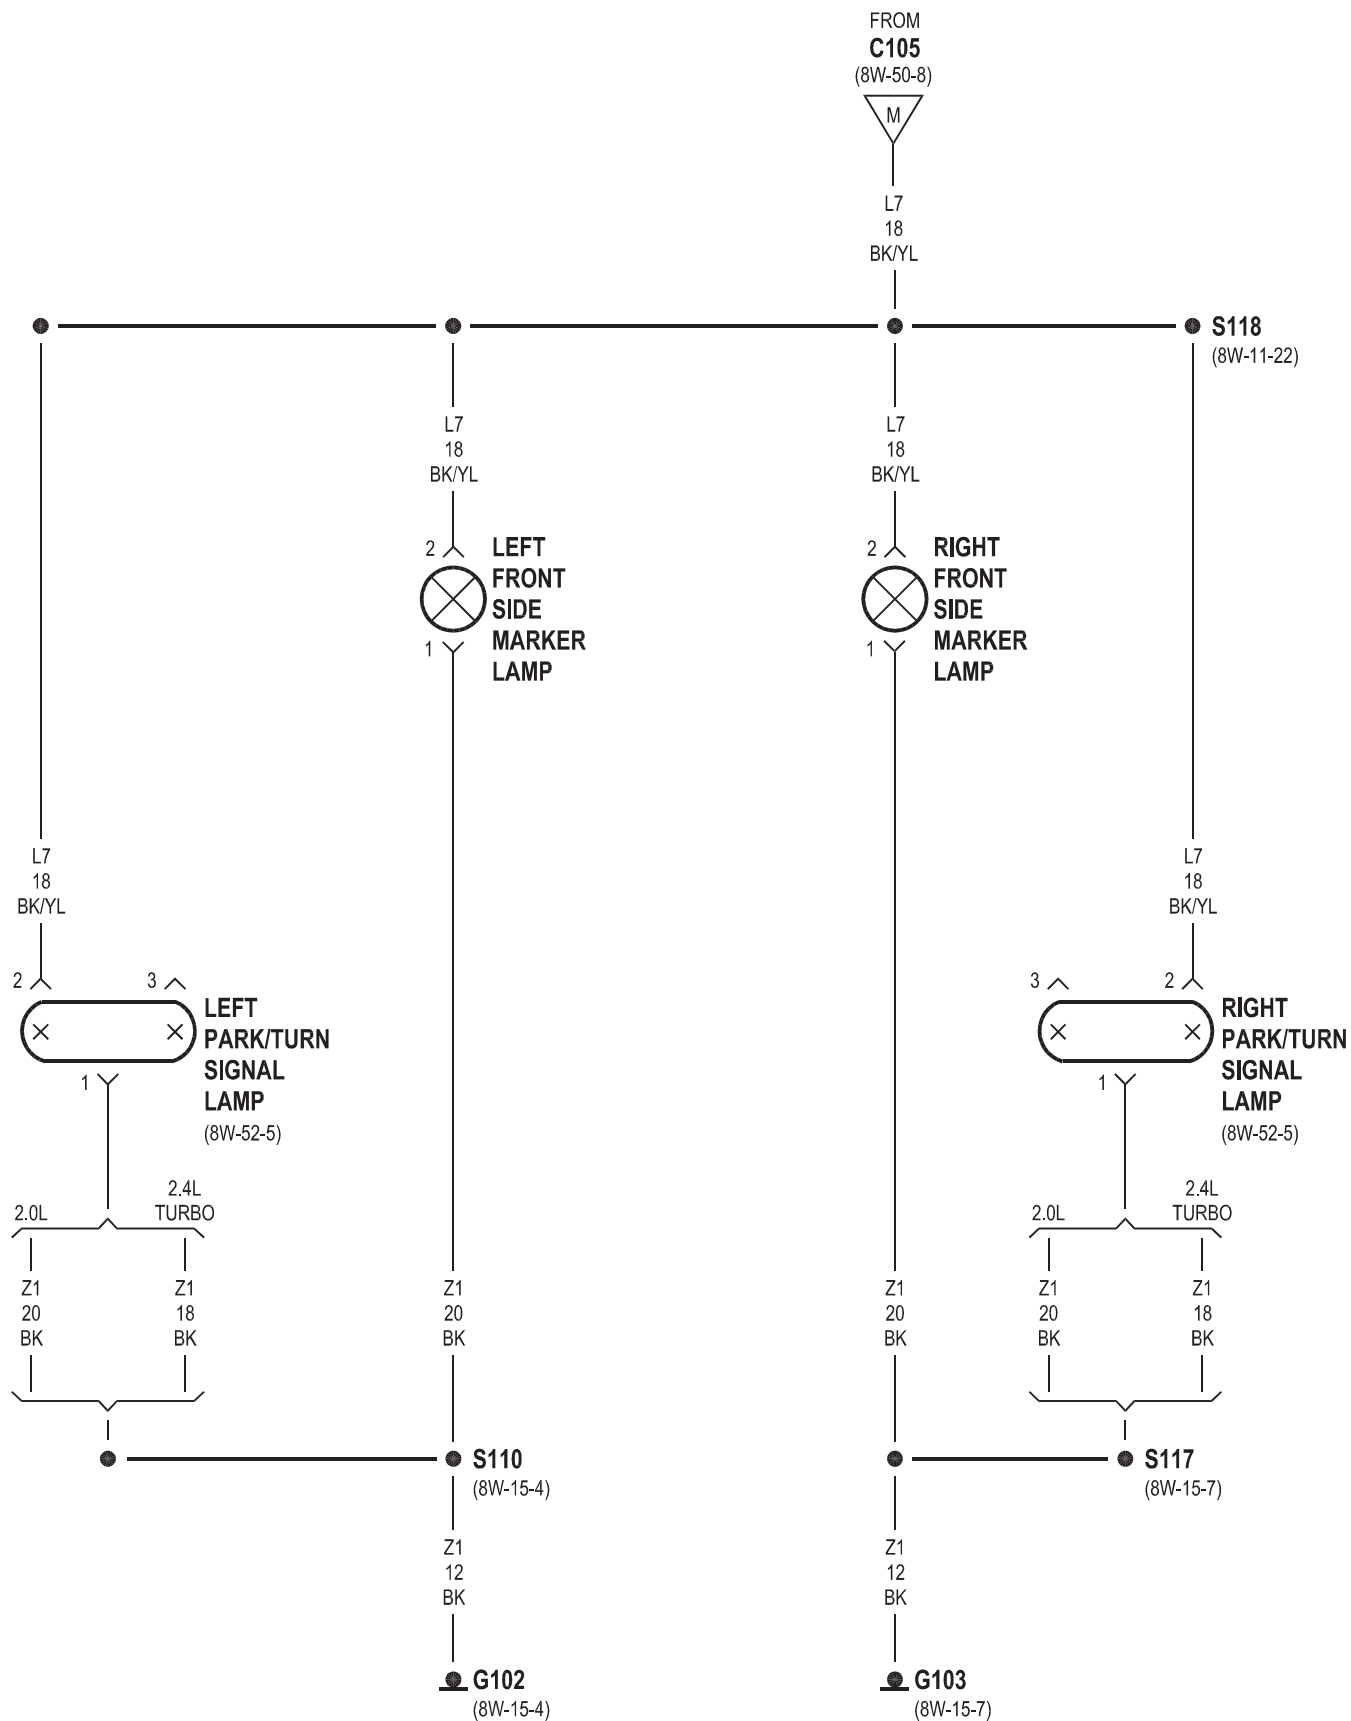 FROM
C105
(8W-50-8)
M
L7
18
BK/YL
S118
(8W-11-22)
L7
18
BK/YL
L7
18
BK/YL
2
LEFT
FRONT
SIDE
MARKER
LAMP
1
2
RIGHT
FRONT
SIDE
MARKER
LAMP
1
L7
18
BK/YL
L7
18
BK/YL
2
3
LEFT
PARK/TURN
SIGNAL
LAMP
(8W-52-5)
1
3
2
RIGHT
PARK/TURN
SIGNAL
LAMP
(8W-52-5)
1
2.0L
2.4L
TURBO
2.0L
2.4L
TURBO
Z1
20
BK
Z1
18
BK
Z1
20
BK
Z1
20
BK
Z1
20
BK
Z1
18
BK
S110
(8W-15-4)
S117
(8W-15-7)
Z1
12
BK
Z1
12
BK
G102
(8W-15-4)
G103
(8W-15-7)